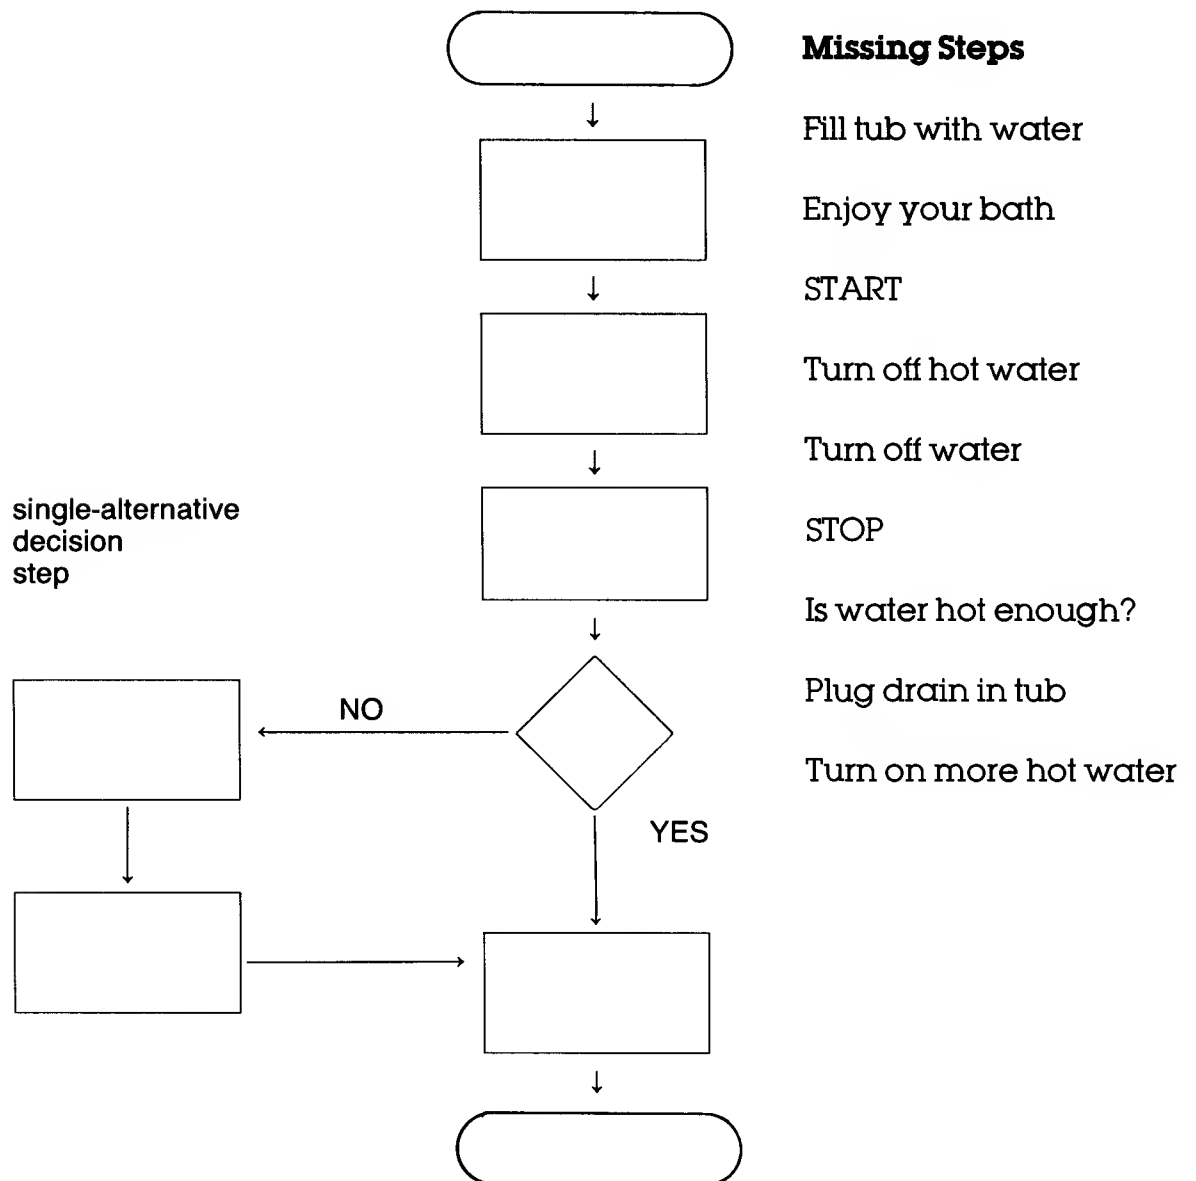 Missing Steps
Fill tub with water
Enjoy your bath
START
Turn off hot water
Turn off water
STOP
Is water hot enough?
Plug drain in tub
Turn on more hot water
single-alternative
decision
step
NO
YES